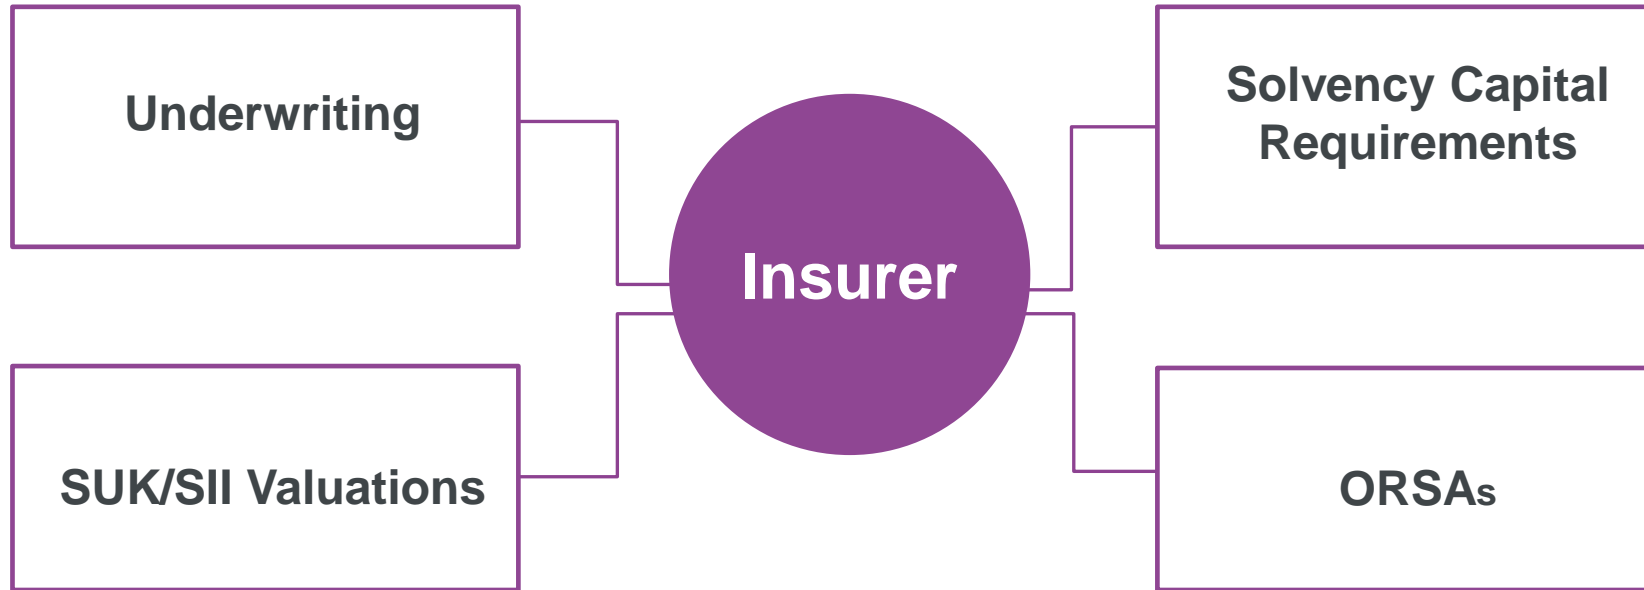 Underwriting
Solvency Capital
Requirements
Insurer
SUK/SII Valuations
ORSAs